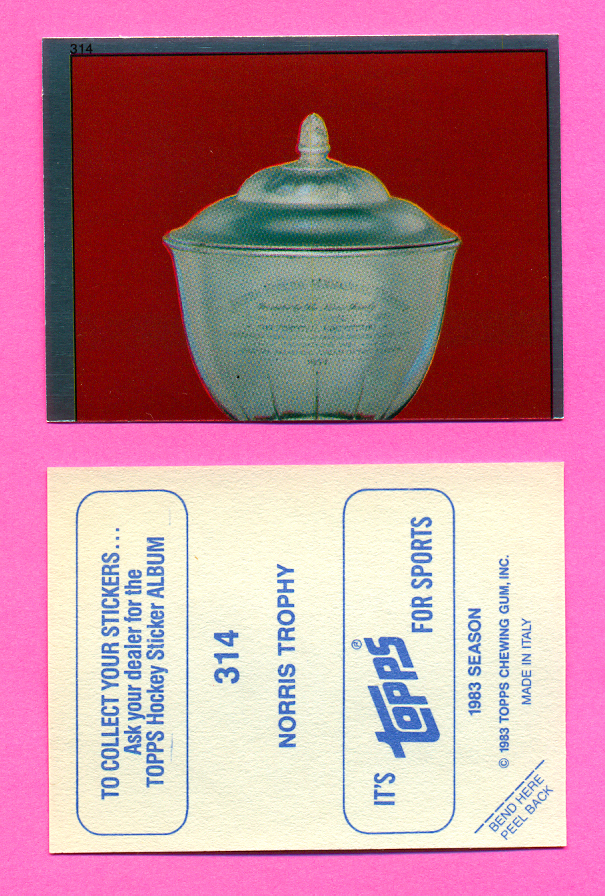 314
TO COLLECT YOUR STICKERS...
Ask your dealer for the
TOPPS Hockey Sticker ALBUM
314
NORRIS TROPHY
IT'S topps® FOR SPORTS
1983 SEASON
© 1983 TOPPS CHEWING GUM, INC.
MADE IN ITALY
BEND HERE
PEEL BACK